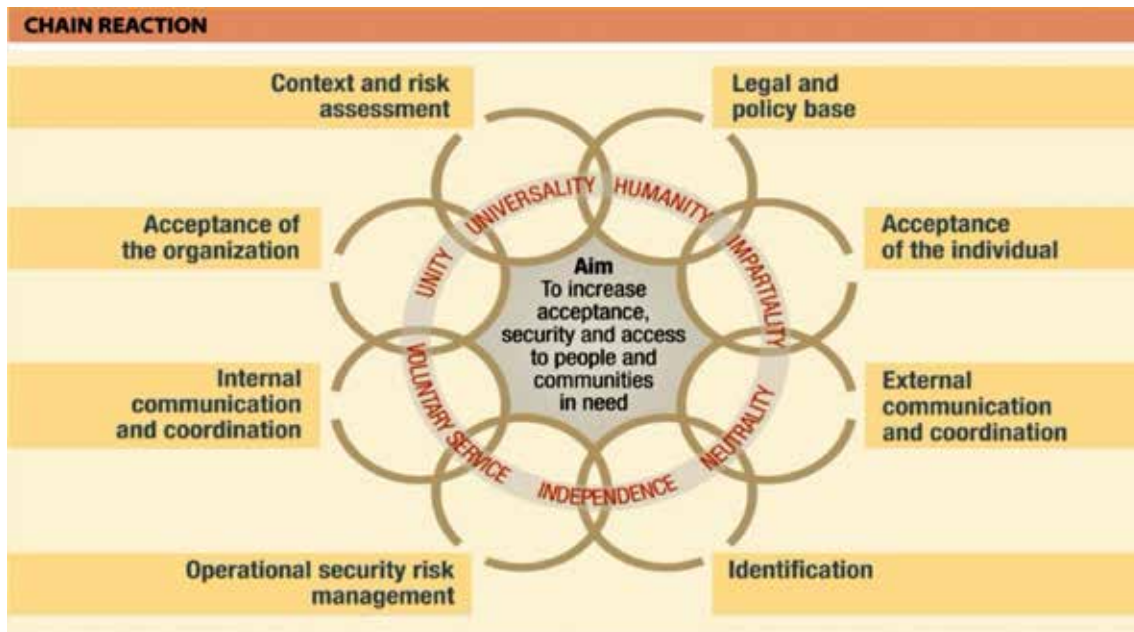 CHAIN REACTION
Context and risk
assessment
Legal and
policy base
Acceptance of
the organization
Acceptance
of the individual
Internal
communication
and coordination
External
communication
and coordination
Operational security risk
management
Identification
UNIVERSALITY
HUMANITY
IMPARTIALITY
NEUTRALITY
INDEPENDENCE
VOLUNTARY SERVICE
UNITY
Aim
To increase
acceptance,
security and access
to people and
communities
in need